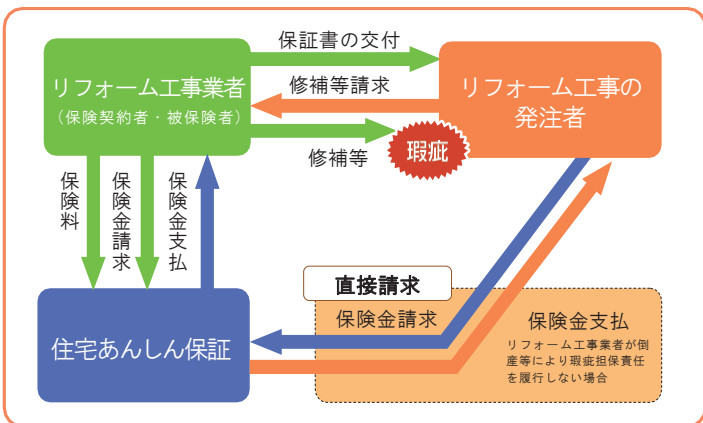 保証書の交付
リフォーム工事業者
(保険契約者・被保険者)
修補等請求
リフォーム工事の
発注者
修補等
瑕疵
保険料
保険金請求
保険金支払
直接請求
保険金請求
保険金支払
リフォーム工事業者が倒
産等により瑕疵担保責任
を履行しない場合
住宅あんしん保証